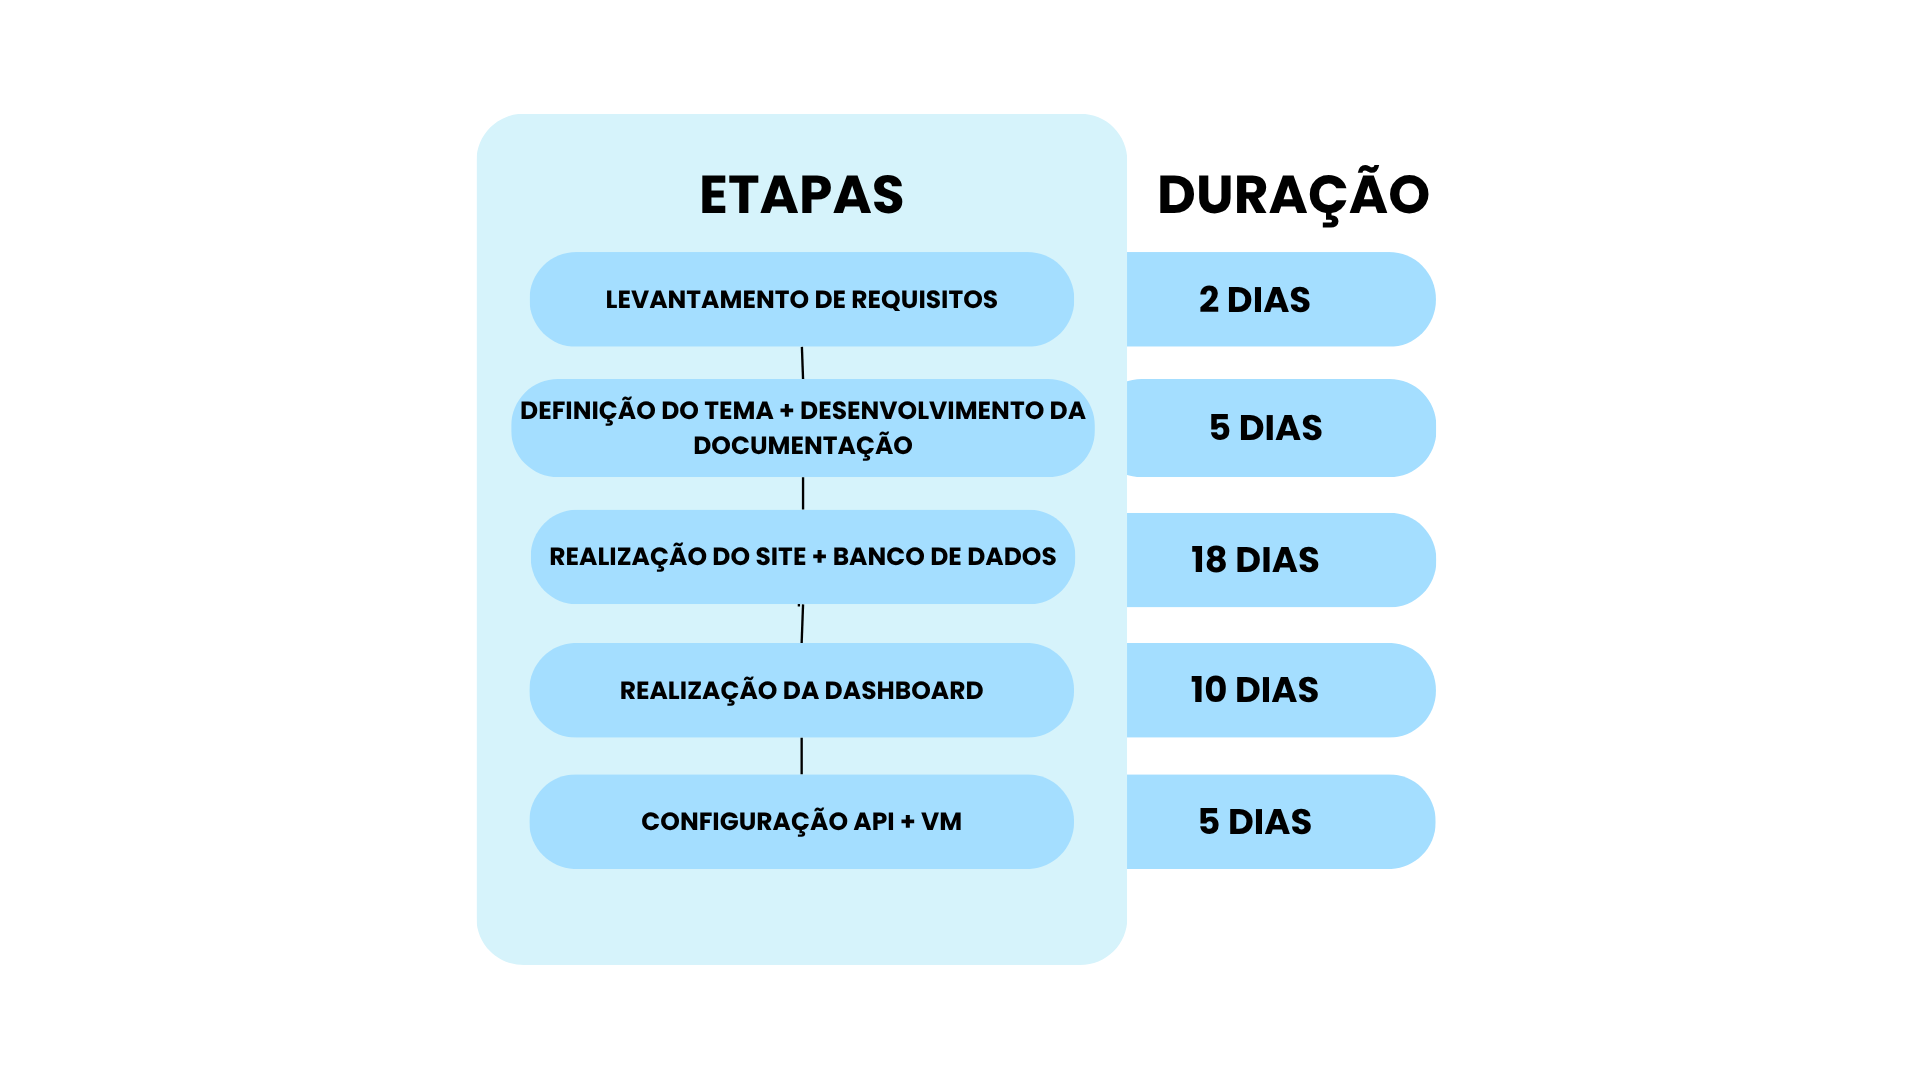 ETAPAS
DURAÇÃO
LEVANTAMENTO DE REQUISITOS
2 DIAS
DEFINIÇÃO DO TEMA + DESENVOLVIMENTO DA
DOCUMENTAÇÃO
5 DIAS
REALIZAÇÃO DO SITE + BANCO DE DADOS
18 DIAS
REALIZAÇÃO DA DASHBOARD
10 DIAS
CONFIGURAÇÃO API + VM
5 DIAS